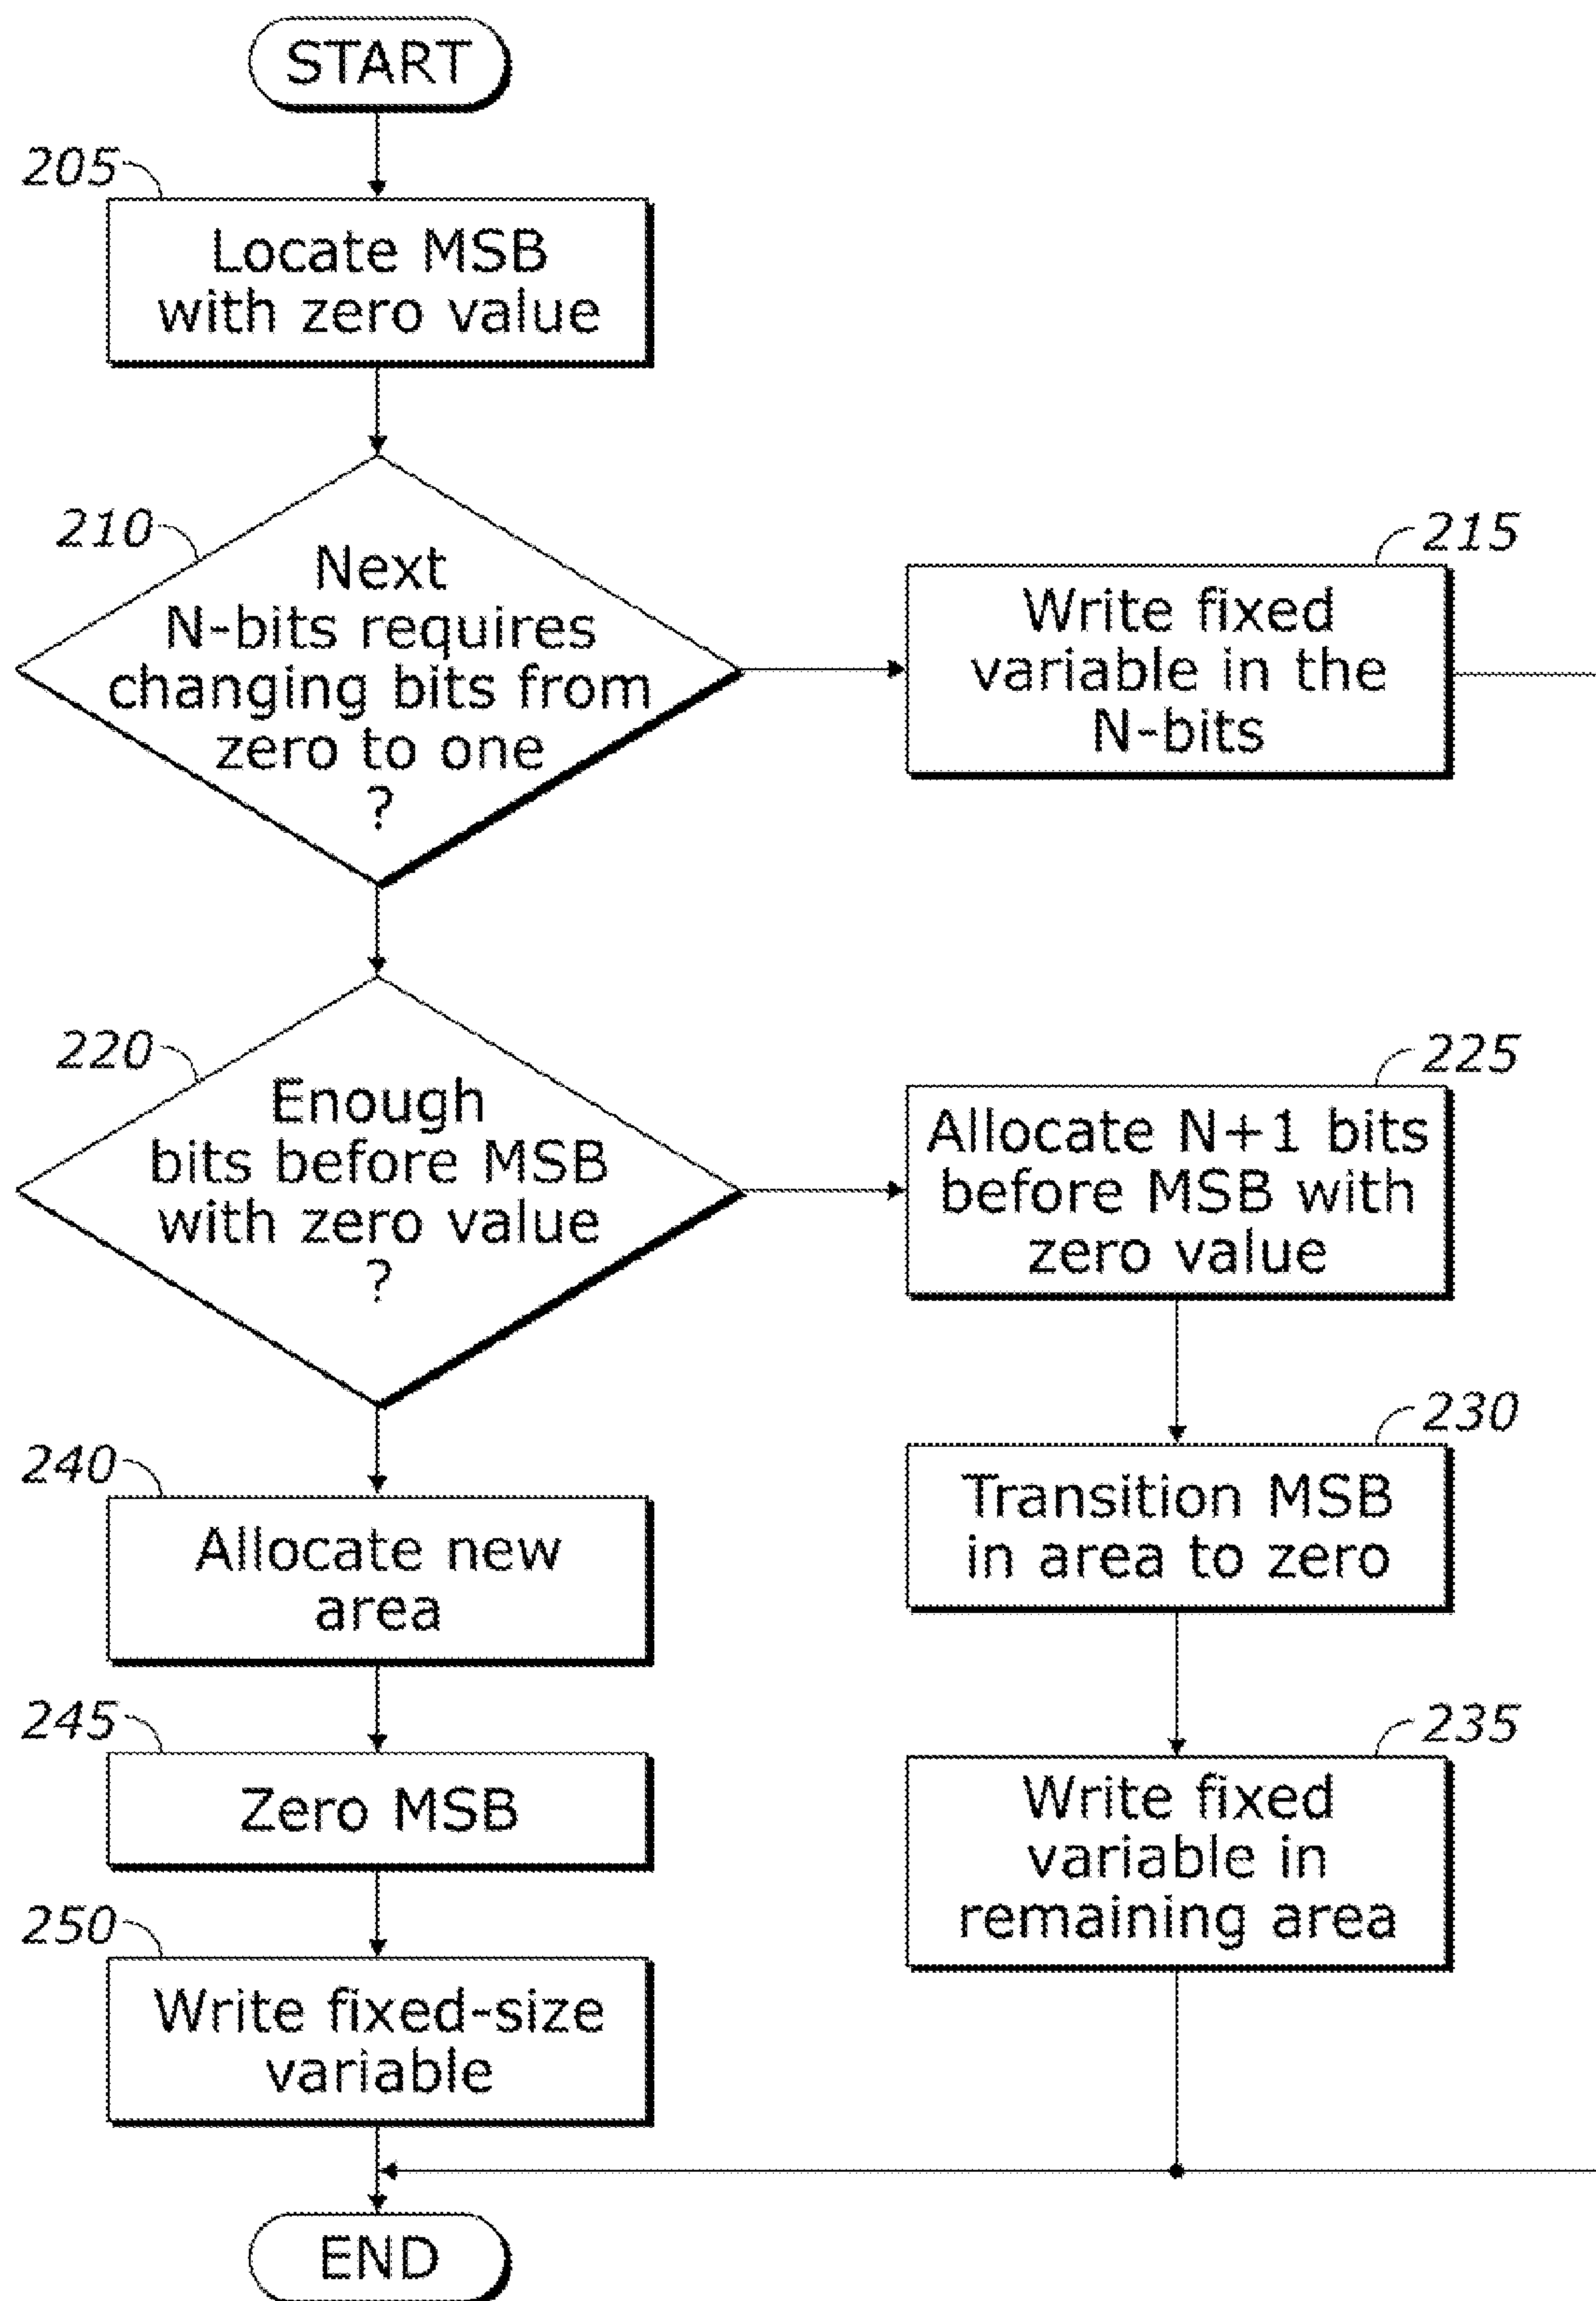 START
205
Locate MSB
with zero value
210
Next
N-bits requires
changing bits from
zero to one
?
215
Write fixed
variable in the
N-bits
220
Enough
bits before MSB
with zero value
?
225
Allocate N+1 bits
before MSB with
zero value
230
Transition MSB
in area to zero
235
Write fixed
variable in
remaining area
240
Allocate new
area
245
Zero MSB
250
Write fixed-size
variable
END